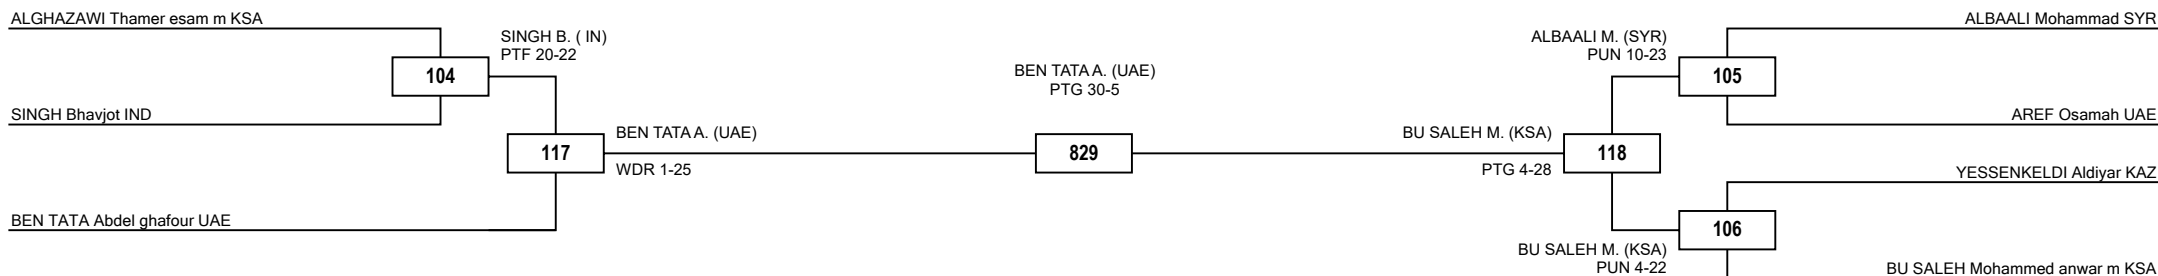 ALGHAZAWI Thamer esam m KSA
SINGH B. ( IN)
PTF 20-22
104
SINGH Bhavjot IND
BEN TATA A. (UAE)
117
WDR 1-25
BEN TATA Abdel ghafour UAE
BEN TATA A. (UAE)
PTG 30-5
829
ALBAALI Mohammad SYR
ALBAALI M. (SYR)
PUN 10-23
105
AREF Osamah UAE
BU SALEH M. (KSA)
118
PTG 4-28
YESSENKELDI Aldiyar KAZ
106
BU SALEH M. (KSA)
PUN 4-22
BU SALEH Mohammed anwar m KSA